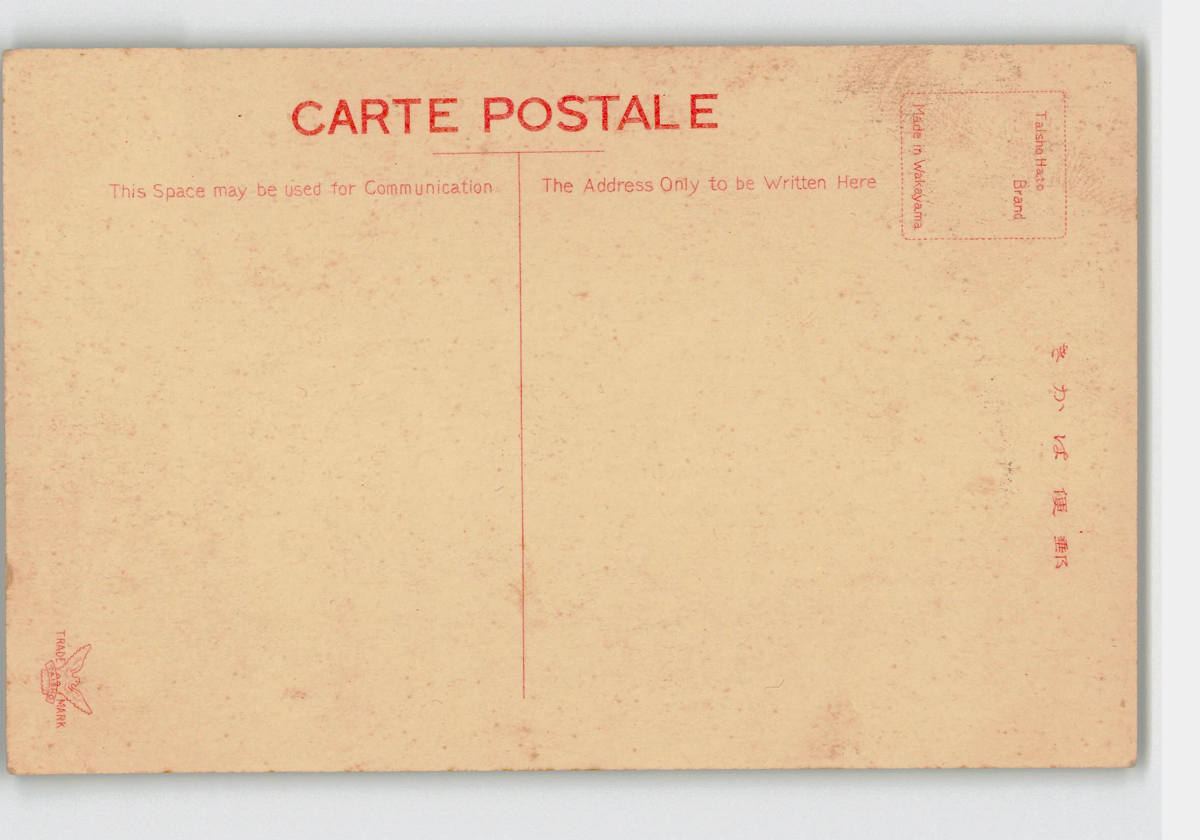 CARTE POSTALE
This Space may be used for Communication
The Address Only to be Written Here
Taisho Hato
Brand
Made in Wakayama
郵便はかき
TRADE MARK